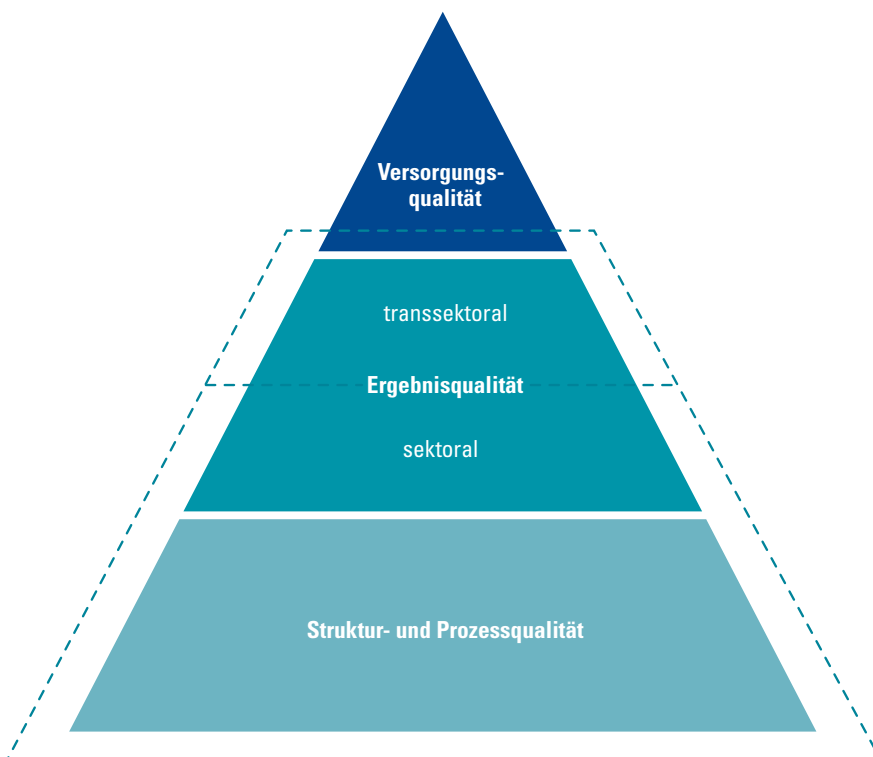 Versorgungs-
qualität
transsektoral
Ergebnisqualität
sektoral
Struktur- und Prozessqualität